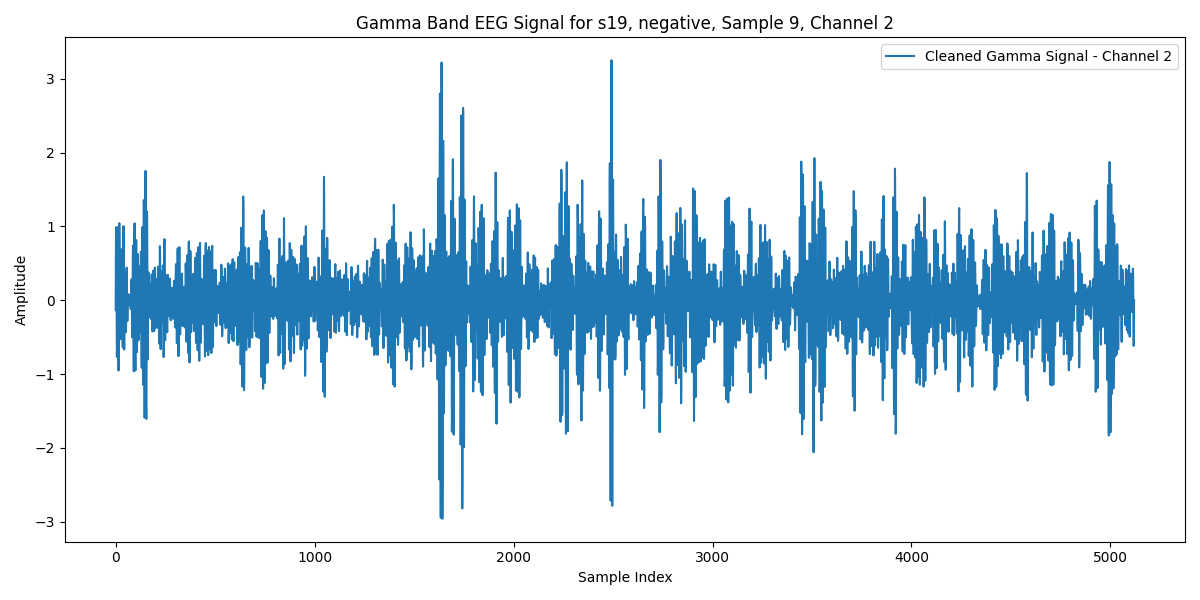 Gamma Band EEG Signal for s19, negative, Sample 9, Channel 2
Cleaned Gamma Signal - Channel 2
3
2
1
0
−1
−2
−3
Amplitude
0 1000 2000 3000 4000 5000
Sample Index